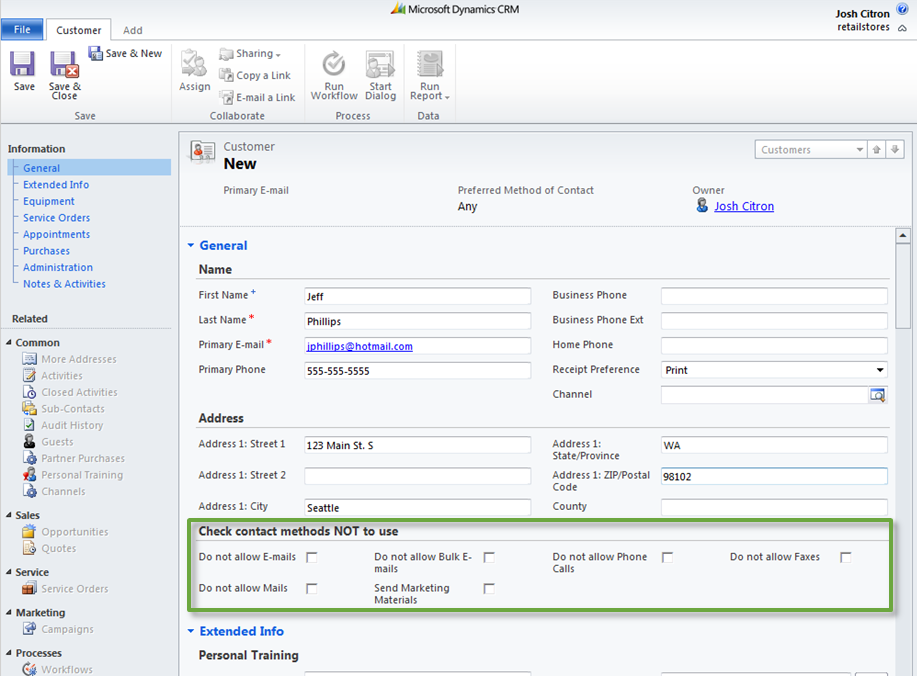 Microsoft Dynamics CRM
Josh Citron
retailstores
File
Customer
Add
Save
Save & Close
Save & New
Save
Assign
Sharing
Copy a Link
E-mail a Link
Collaborate
Run Workflow
Start Dialog
Process
Run Report
Data
Information
General
Extended Info
Equipment
Service Orders
Appointments
Purchases
Administration
Notes & Activities
Related
Common
More Addresses
Activities
Closed Activities
Sub-Contacts
Audit History
Guests
Partner Purchases
Personal Training
Channels
Sales
Opportunities
Quotes
Service
Service Orders
Marketing
Campaigns
Processes
Workflows
Customer
New
Customers
Primary E-mail
Preferred Method of Contact
Any
Owner
Josh Citron
General
Name
First Name + Jeff
Business Phone
Last Name * Phillips
Business Phone Ext
Primary E-mail * jphillips@hotmail.com
Home Phone
Primary Phone 555-555-5555
Receipt Preference Print
Channel
Address
Address 1: Street 1 123 Main St. S
Address 1:
State/Province
WA
Address 1: Street 2
Address 1: ZIP/Postal
Code
98102
Address 1: City Seattle
County
Check contact methods NOT to use
Do not allow E-mails
Do not allow Bulk E-
mails
Do not allow Phone
Calls
Do not allow Faxes
Do not allow Mails
Send Marketing
Materials
Extended Info
Personal Training